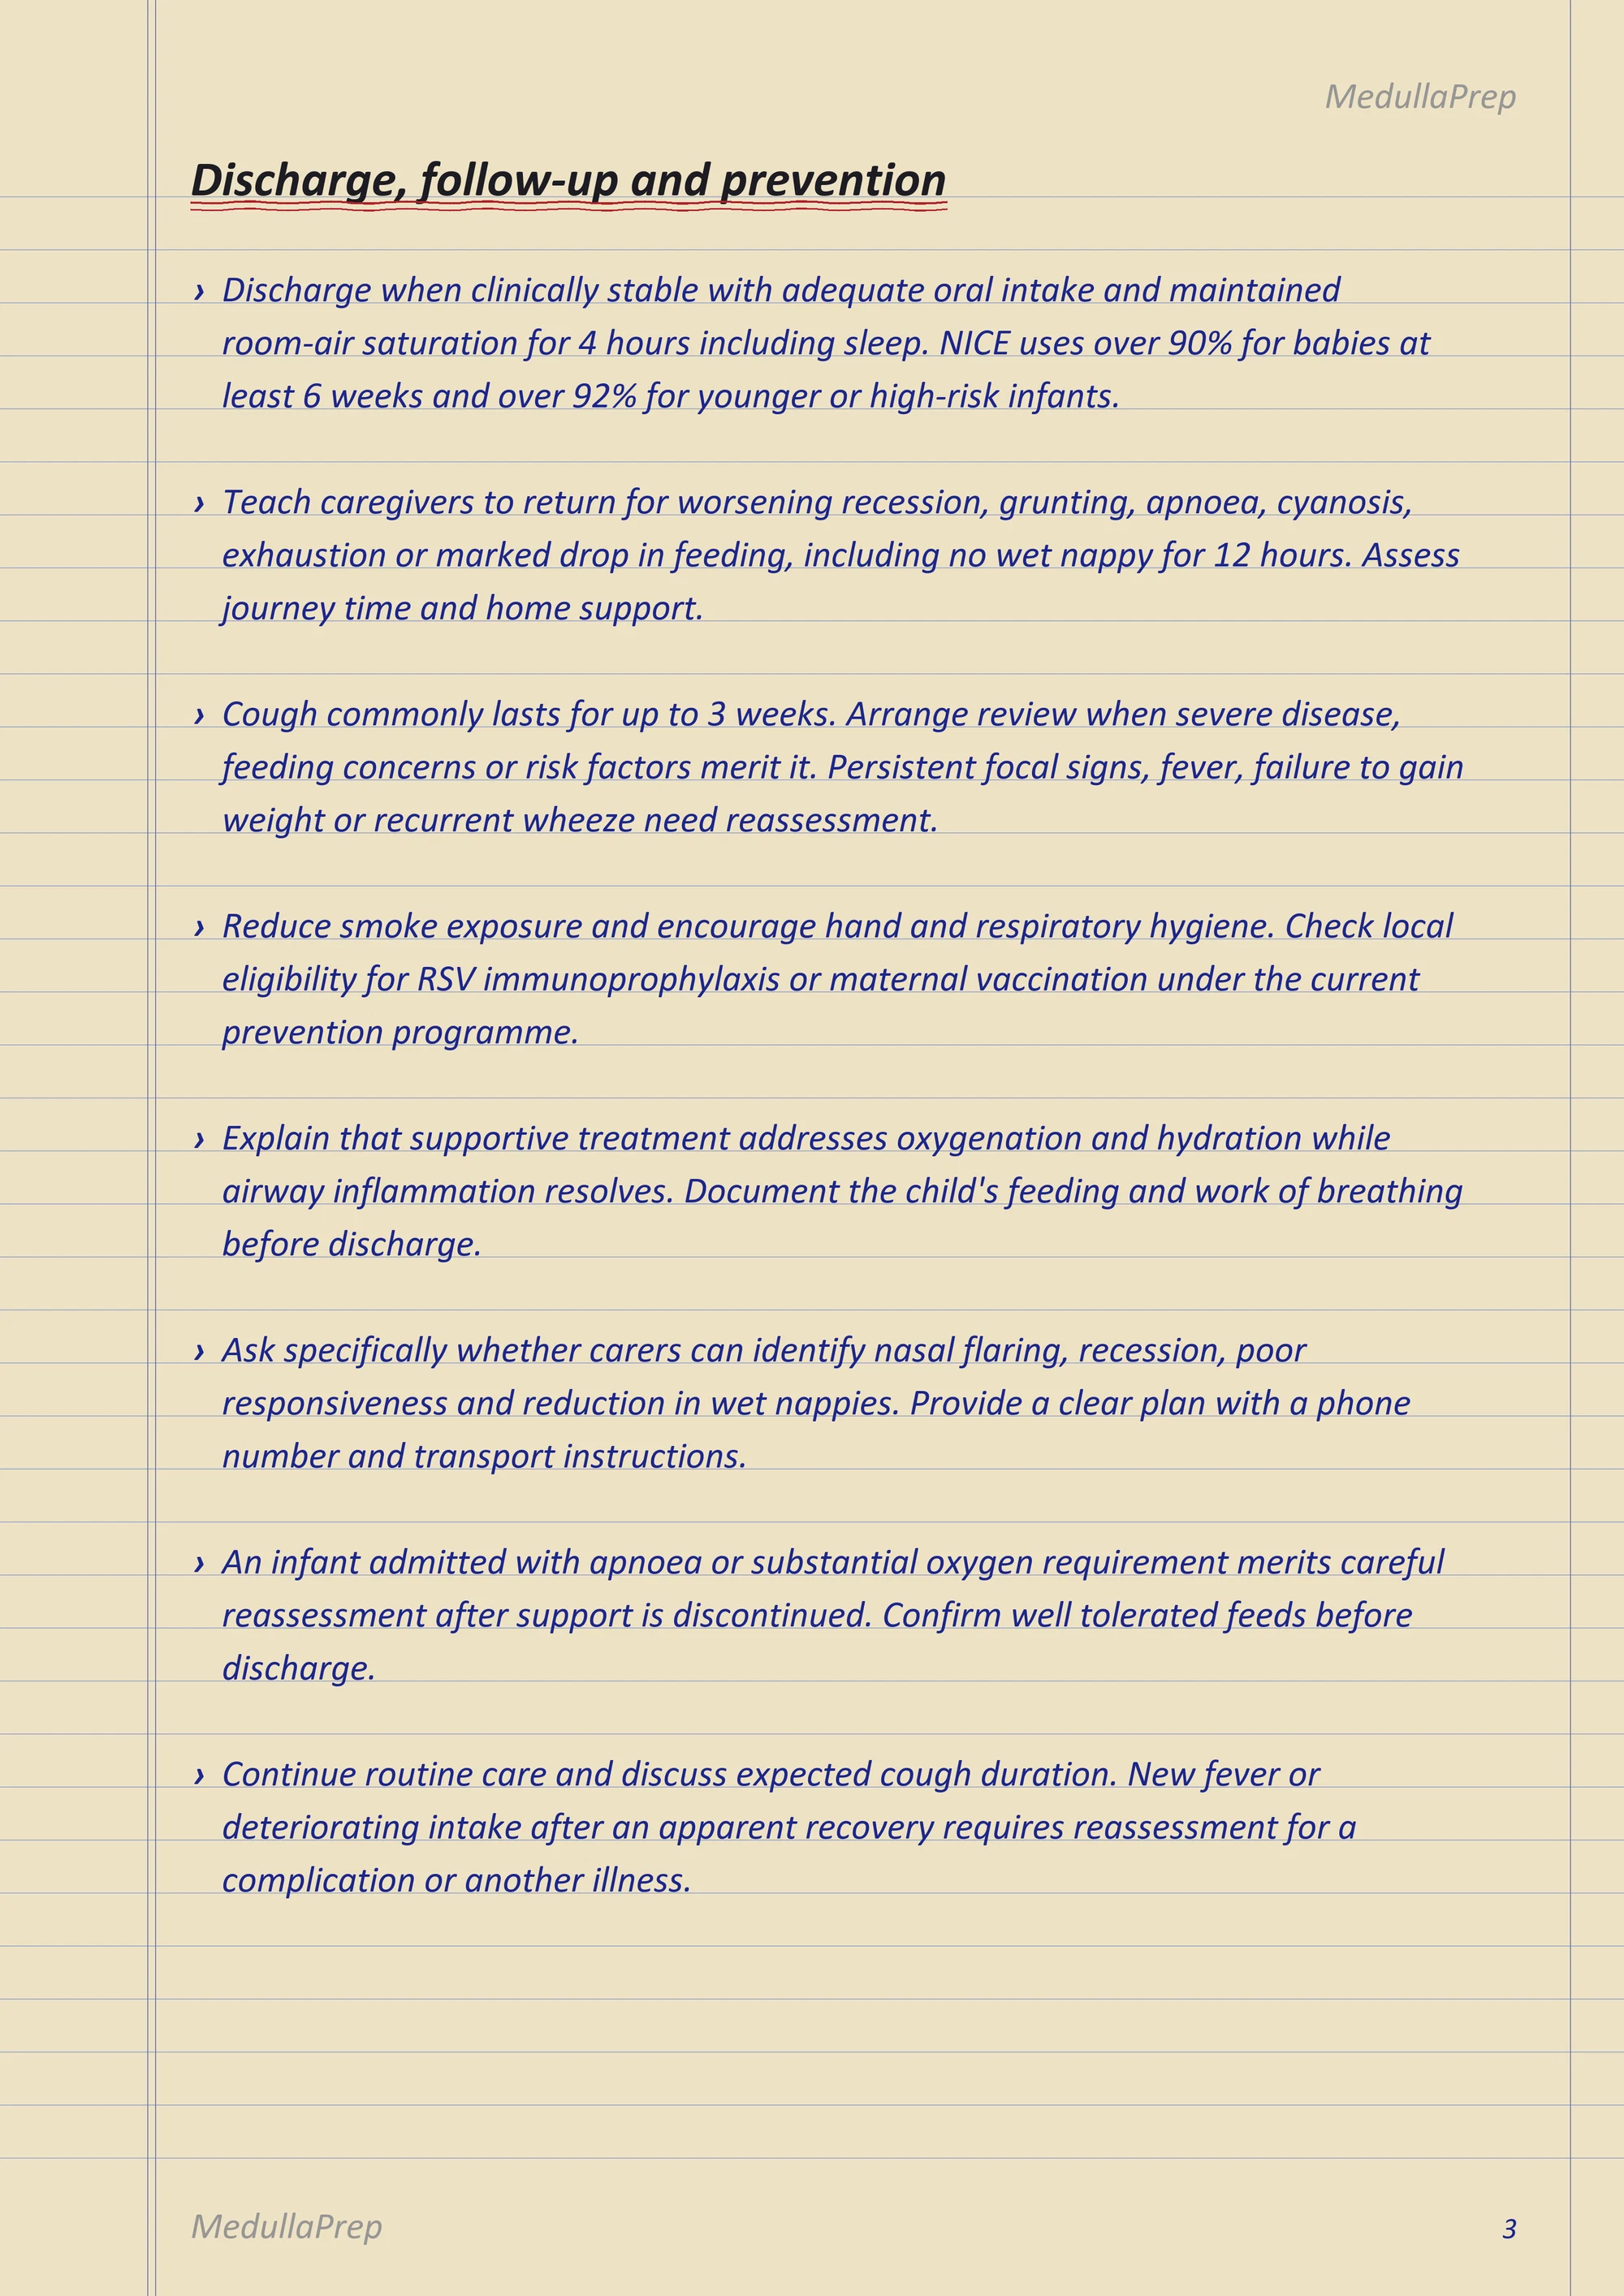 MedullaPrep
Discharge, follow-up and prevention
› Discharge when clinically stable with adequate oral intake and maintained
room-air saturation for 4 hours including sleep. NICE uses over 90% for babies at
least 6 weeks and over 92% for younger or high-risk infants.
› Teach caregivers to return for worsening recession, grunting, apnoea, cyanosis,
exhaustion or marked drop in feeding, including no wet nappy for 12 hours. Assess
journey time and home support.
› Cough commonly lasts for up to 3 weeks. Arrange review when severe disease,
feeding concerns or risk factors merit it. Persistent focal signs, fever, failure to gain
weight or recurrent wheeze need reassessment.
› Reduce smoke exposure and encourage hand and respiratory hygiene. Check local
eligibility for RSV immunoprophylaxis or maternal vaccination under the current
prevention programme.
› Explain that supportive treatment addresses oxygenation and hydration while
airway inflammation resolves. Document the child's feeding and work of breathing
before discharge.
› Ask specifically whether carers can identify nasal flaring, recession, poor
responsiveness and reduction in wet nappies. Provide a clear plan with a phone
number and transport instructions.
› An infant admitted with apnoea or substantial oxygen requirement merits careful
reassessment after support is discontinued. Confirm well tolerated feeds before
discharge.
› Continue routine care and discuss expected cough duration. New fever or
deteriorating intake after an apparent recovery requires reassessment for a
complication or another illness.
MedullaPrep
3